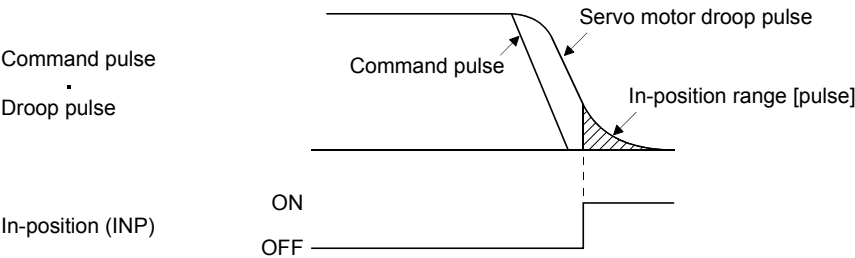 Servo motor droop pulse
Command pulse
Command pulse
.
Droop pulse
In-position range [pulse]
ON
In-position (INP)
OFF